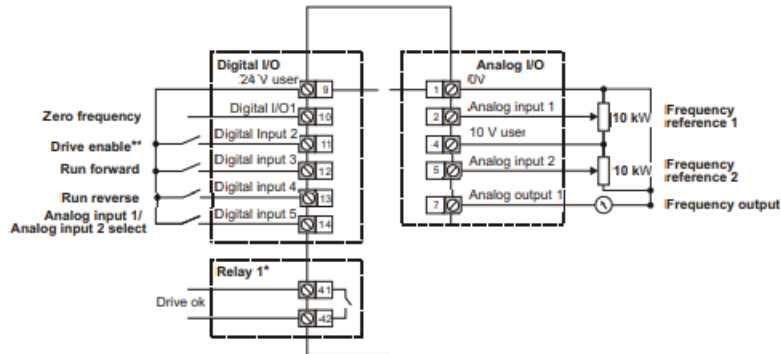 Digital I/O
24 V user
9
Zero frequency
Digital I/O1
10
Drive enable**
Digital Input 2
11
Run forward
Digital input 3
12
Run reverse
Digital input 4
13
Analog input 1/
Analog input 2 select
Digital input 5
14
Analog I/O
1
0V
2
Analog input 1
10 kW
Frequency
reference 1
4
10 V user
5
Analog input 2
10 kW
Frequency
reference 2
7
Analog output 1
Frequency output
Relay 1*
Drive ok
41
42